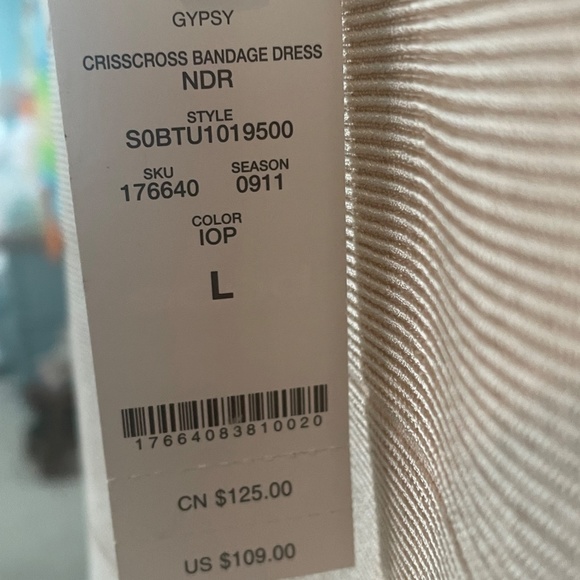 GYPSY
CRISSCROSS BANDAGE DRESS
NDR
STYLE
S0BTU1019500
SKU SEASON
176640 0911
COLOR
IOP
L
17664083810020
CN $125.00
US $109.00